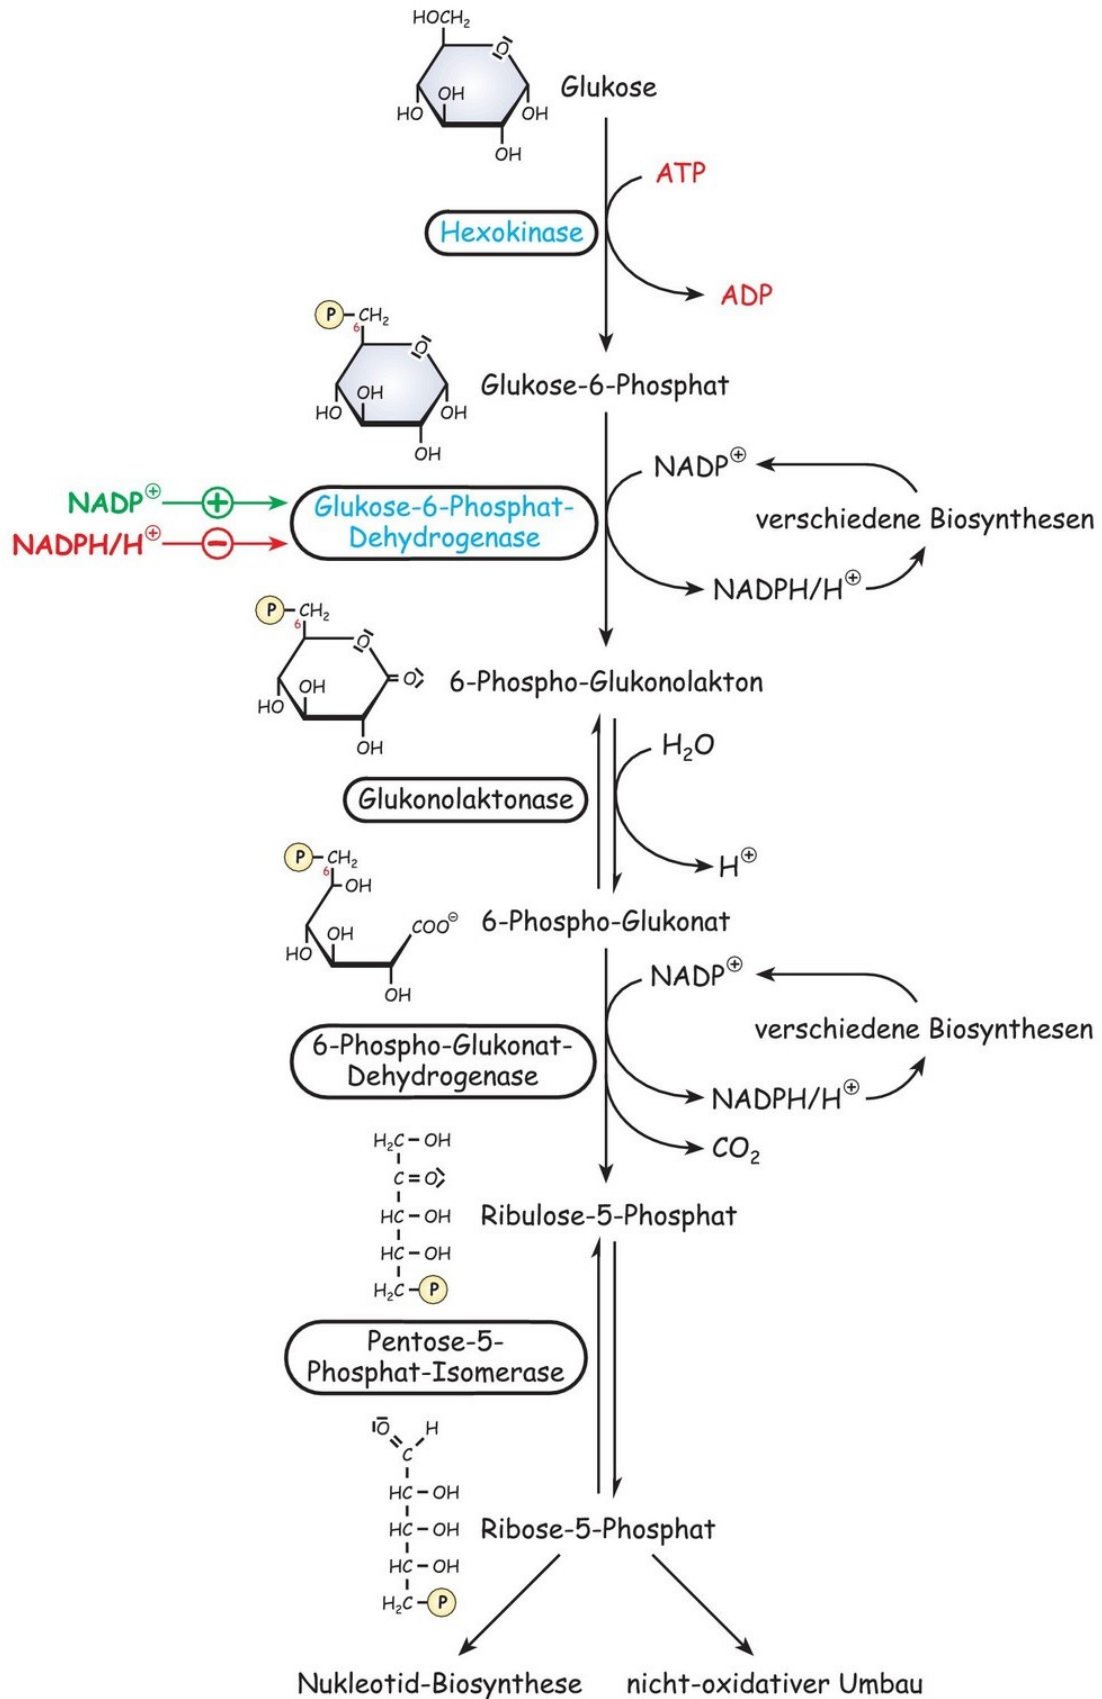 HOCH₂
O
Glukose
OH
HO
OH
OH
ATP
Hexokinase
ADP
P–CH₂
6
O
Glukose-6-Phosphat
OH
HO
OH
OH
NADP⊕
verschiedene Biosynthesen
NADPH/H⊕
NADP⊕ +
NADPH/H⊕ −
Glukose-6-Phosphat-
Dehydrogenase
P–CH₂
6
O
=O
6-Phospho-Glukonolakton
OH
HO
OH
H₂O
Glukonolaktonase
H⊕
P–CH₂
6
OH
COO⊖
6-Phospho-Glukonat
OH
HO
OH
NADP⊕
verschiedene Biosynthesen
NADPH/H⊕
CO₂
6-Phospho-Glukonat-
Dehydrogenase
H₂C–OH
C=O
HC–OH
Ribulose-5-Phosphat
HC–OH
H₂C–P
Pentose-5-
Phosphat-Isomerase
O H
C
HC–OH
HC–OH
Ribose-5-Phosphat
HC–OH
H₂C–P
Nukleotid-Biosynthese
nicht-oxidativer Umbau